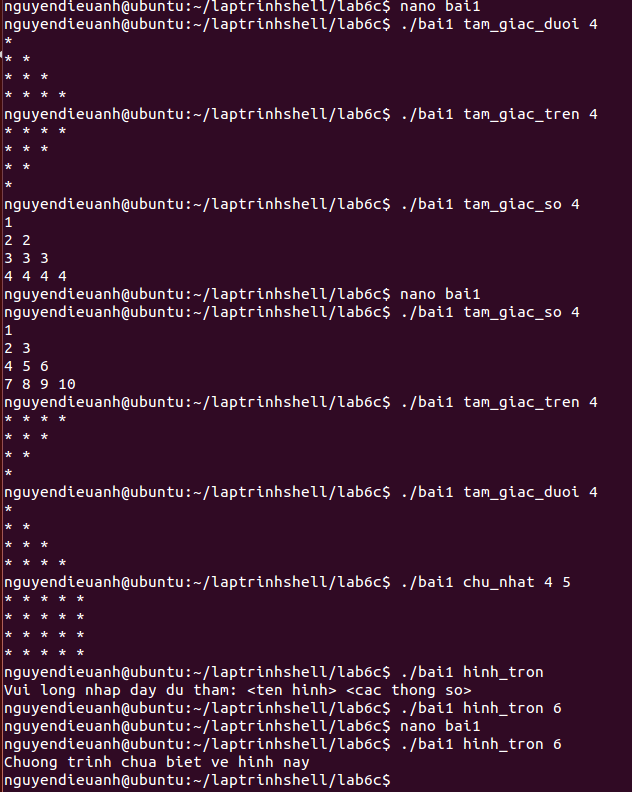 nguyendieuanh@ubuntu:~/laptrinhshell/lab6c$ nano bai1
nguyendieuanh@ubuntu:~/laptrinhshell/lab6c$ ./bai1 tam_giac_duoi 4
*
* *
* * *
* * * *
nguyendieuanh@ubuntu:~/laptrinhshell/lab6c$ ./bai1 tam_giac_tren 4
* * * *
* * *
* *
*
nguyendieuanh@ubuntu:~/laptrinhshell/lab6c$ ./bai1 tam_giac_so 4
1
2 2
3 3 3
4 4 4 4
nguyendieuanh@ubuntu:~/laptrinhshell/lab6c$ nano bai1
nguyendieuanh@ubuntu:~/laptrinhshell/lab6c$ ./bai1 tam_giac_so 4
1
2 3
4 5 6
7 8 9 10
nguyendieuanh@ubuntu:~/laptrinhshell/lab6c$ ./bai1 tam_giac_tren 4
* * * *
* * *
* *
*
nguyendieuanh@ubuntu:~/laptrinhshell/lab6c$ ./bai1 tam_giac_duoi 4
*
* *
* * *
* * * *
nguyendieuanh@ubuntu:~/laptrinhshell/lab6c$ ./bai1 chu_nhat 4 5
* * * * *
* * * * *
* * * * *
* * * * *
nguyendieuanh@ubuntu:~/laptrinhshell/lab6c$ ./bai1 hinh_tron
Vui long nhap day du tham: <ten hinh> <cac thong so>
nguyendieuanh@ubuntu:~/laptrinhshell/lab6c$ ./bai1 hinh_tron 6
nguyendieuanh@ubuntu:~/laptrinhshell/lab6c$ nano bai1
nguyendieuanh@ubuntu:~/laptrinhshell/lab6c$ ./bai1 hinh_tron 6
Chuong trinh chua biet ve hinh nay
nguyendieuanh@ubuntu:~/laptrinhshell/lab6c$